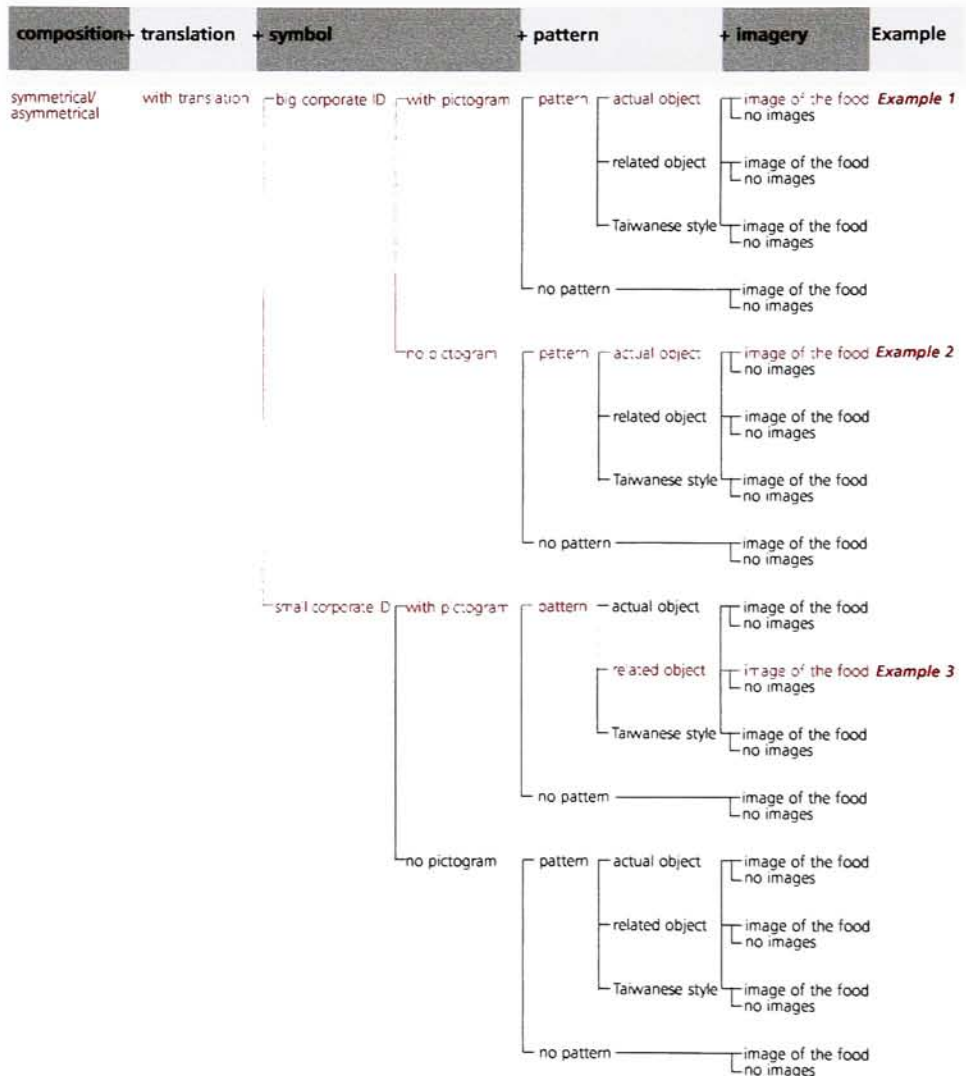 composition + translation + symbol + pattern + imagery Example
symmetrical/ with translation big corporate ID with pictogram pattern actual object image of the food Example 1
asymmetrical no images
related object image of the food
no images
Taiwanese style image of the food
no images
no pattern image of the food
no images
no pictogram pattern actual object image of the food Example 2
no images
related object image of the food
no images
Taiwanese style image of the food
no images
no pattern image of the food
no images
small corporate ID with pictogram pattern actual object image of the food
no images
related object image of the food Example 3
no images
Taiwanese style image of the food
no images
no pattern image of the food
no images
no pictogram pattern actual object image of the food
no images
related object image of the food
no images
Taiwanese style image of the food
no images
no pattern image of the food
no images